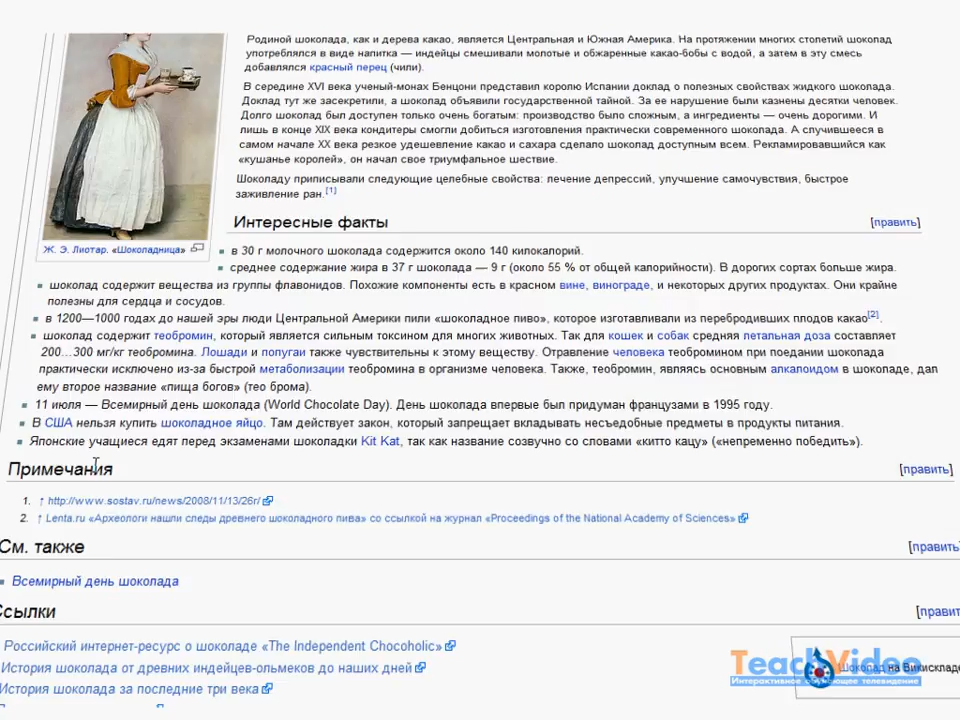 Родиной шоколада, как и дерева какао, является Центральная и Южная Америка. На протяжении многих столетий шоколад
употреблялся в виде напитка — индейцы смешивали молотые и обжаренные какао-бобы с водой, а затем в эту смесь
добавлялся красный перец (чили).
В середине XVI века ученый-монах Бенцони представил королю Испании доклад о полезных свойствах жидкого шоколада.
Доклад тут же засекретили, а шоколад объявили государственной тайной. За ее нарушение были казнены десятки человек.
Долго шоколад был доступен только очень богатым: производство было сложным, а ингредиенты — очень дорогими. И
лишь в конце XIX века кондитеры смогли добиться изготовления практически современного шоколада. А случившееся в
самом начале XX века резкое удешевление какао и сахара сделало шоколад доступным всем. Рекламировавшийся как
«кушанье королей», он начал свое триумфальное шествие.
Шоколаду приписывали следующие целебные свойства: лечение депрессий, улучшение самочувствия, быстрое
заживление ран.[1]
Интересные факты [править]
Ж. Э. Лиотар. «Шоколадница»
в 30 г молочного шоколада содержится около 140 килокалорий.
среднее содержание жира в 37 г шоколада — 9 г (около 55 % от общей калорийности). В дорогих сортах больше жира.
шоколад содержит вещества из группы флавонидов. Похожие компоненты есть в красном вине, винограде, и некоторых других продуктах. Они крайне
полезны для сердца и сосудов.
в 1200—1000 годах до нашей эры люди Центральной Америки пили «шоколадное пиво», которое изготовливали из перебродивших плодов какао[2].
шоколад содержит теобромин, который является сильным токсином для многих животных. Так для кошек и собак средняя летальная доза составляет
200…300 мг/кг теобромина. Лошади и попугаи также чувствительны к этому веществу. Отравление человека теобромином при поедании шоколада
практически исключено из-за быстрой метаболизации теобромина в организме человека. Также, теобромин, являясь основным алкалоидом в шоколаде, дал
ему второе название «пища богов» (тео брома).
11 июля — Всемирный день шоколада (World Chocolate Day). День шоколада впервые был придуман французами в 1995 году.
В США нельзя купить шоколадное яйцо. Там действует закон, который запрещает вкладывать несъедобные предметы в продукты питания.
Японские учащиеся едят перед экзаменами шоколадки Kit Kat, так как название созвучно со словами «китто кацу» («непременно победить»).
Примечания [править]
1. ↑ http://www.sostav.ru/news/2008/11/13/26r/
2. ↑ Lenta.ru «Археологи нашли следы древнего шоколадного пива» со ссылкой на журнал «Proceedings of the National Academy of Sciences»
См. также [править]
Всемирный день шоколада
Ссылки [править
Российский интернет-ресурс о шоколаде «The Independent Chocoholic»
История шоколада от древних индейцев-ольмеков до наших дней
История шоколада за последние три века
Шоколад на Викисклад
TeachVideo
Интерактивное обучающее телевидение